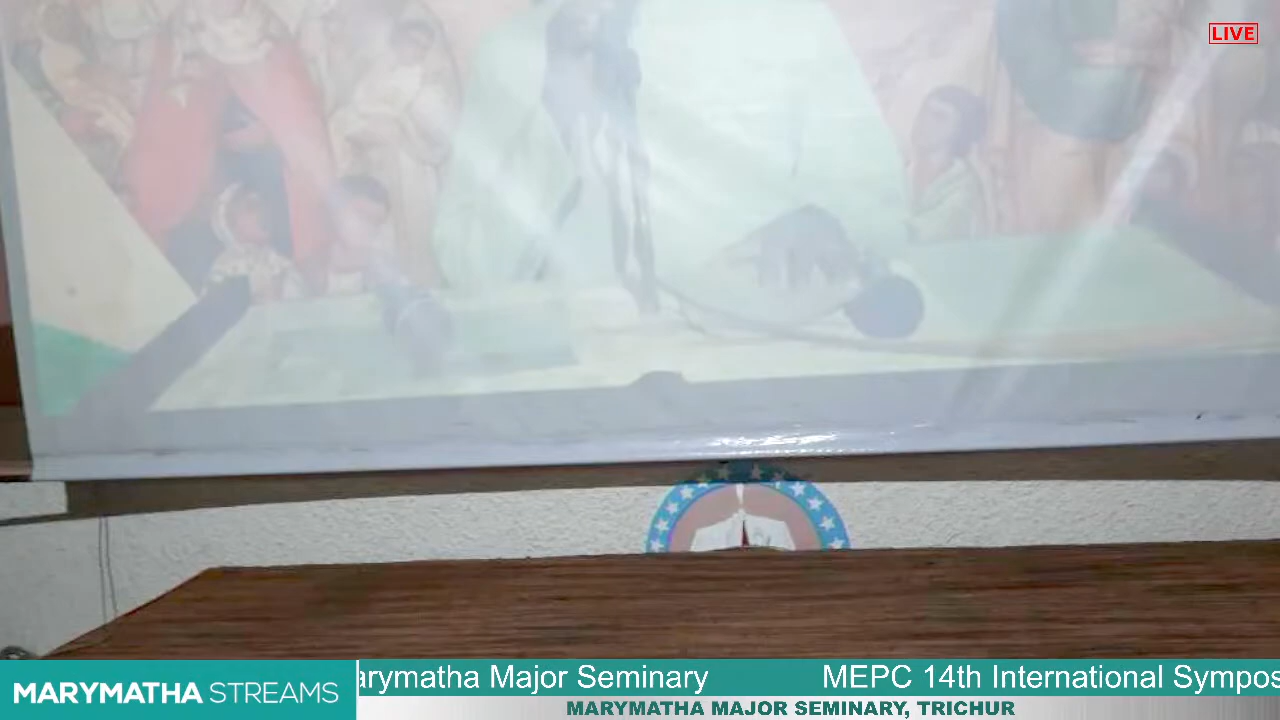 LIVE
arymatha Major Seminary MEPC 14th International Sympos
MARYMATHA STREAMS
MARYMATHA MAJOR SEMINARY, TRICHUR